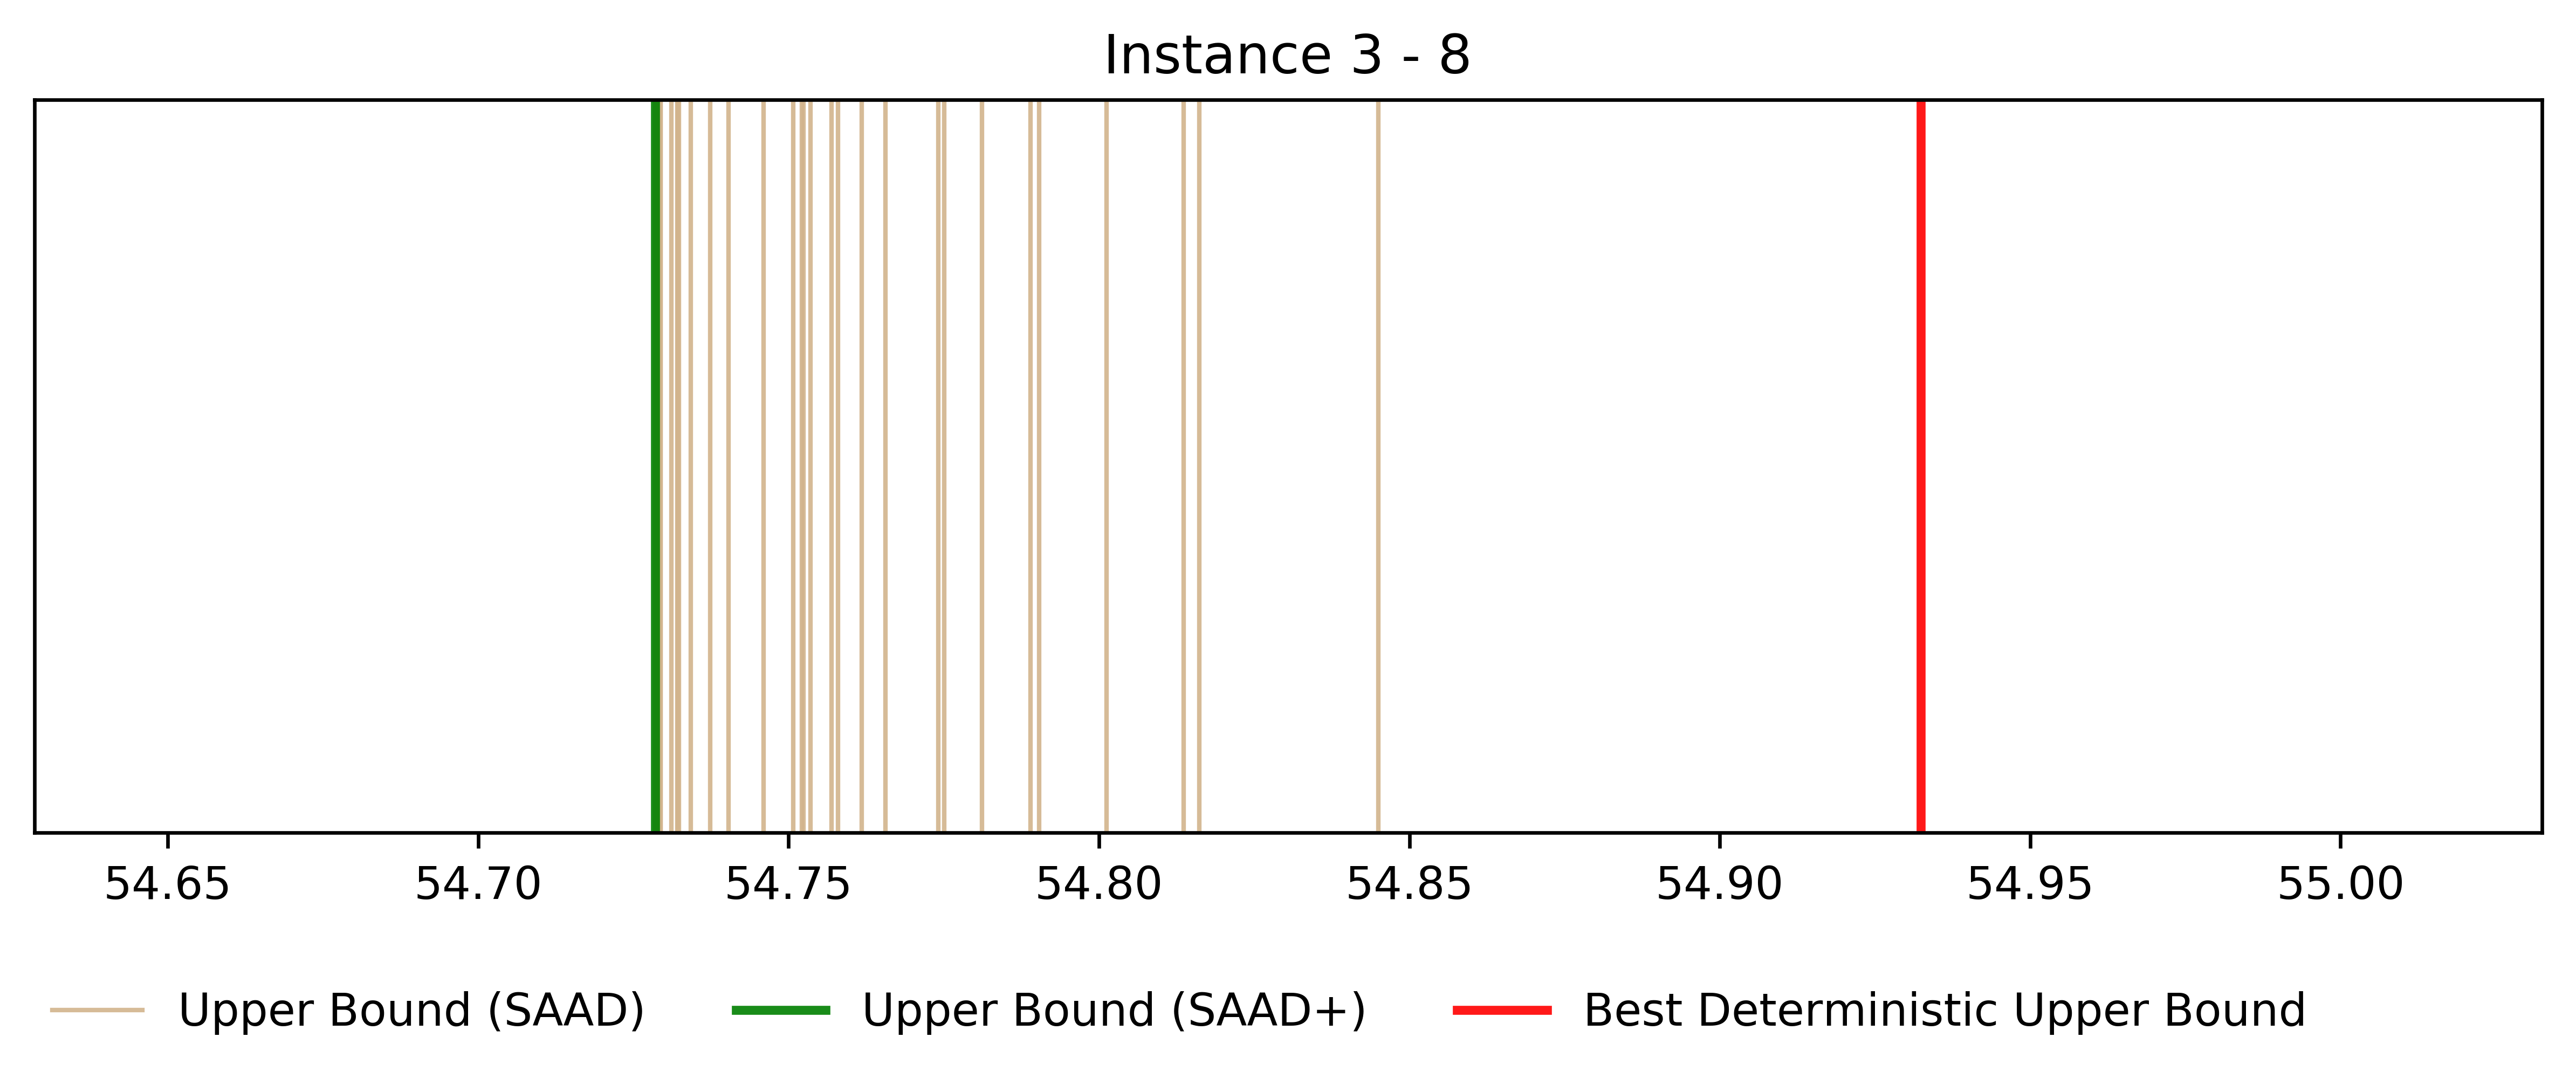 Instance 3 - 8
54.65 54.70 54.75 54.80 54.85 54.90 54.95 55.00
Upper Bound (SAAD) Upper Bound (SAAD+) Best Deterministic Upper Bound